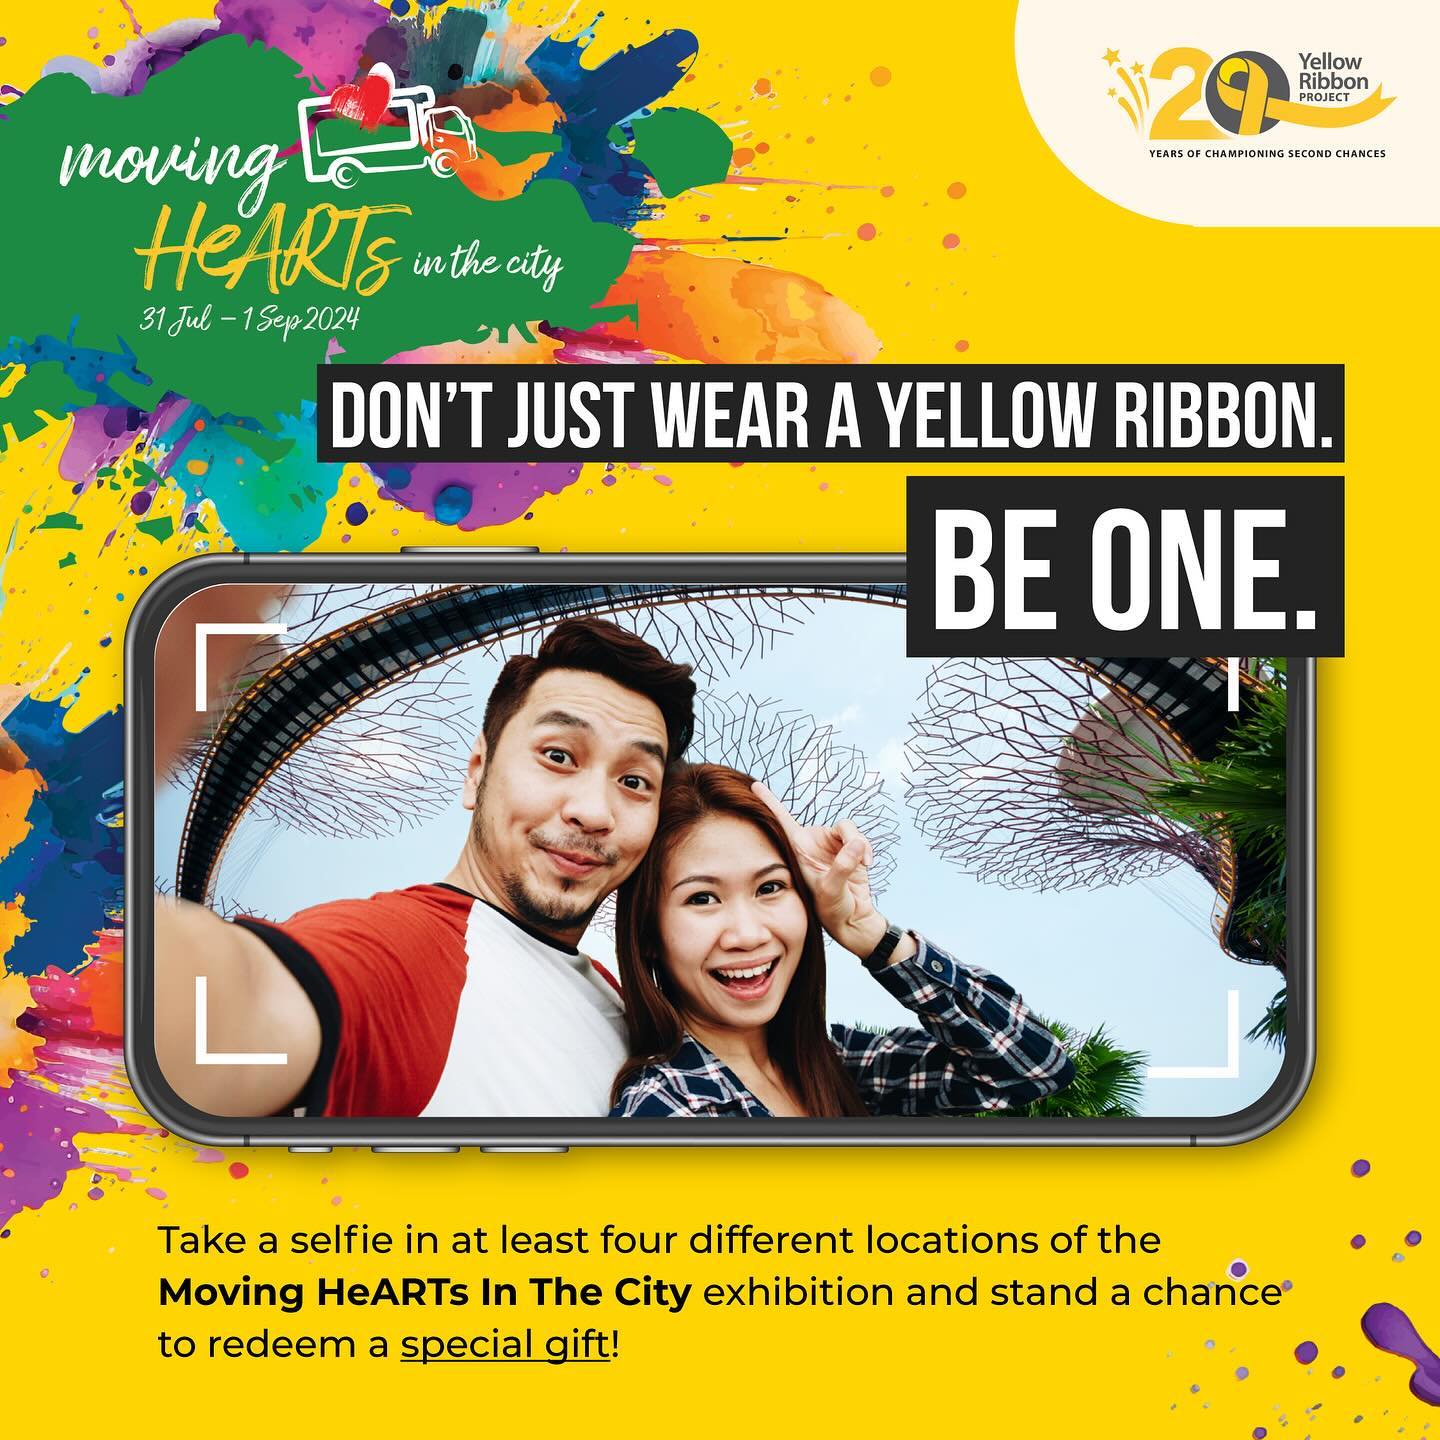 moving
HeARTs in the city
31 Jul – 1 Sep 2024
20
Yellow
Ribbon
PROJECT
YEARS OF CHAMPIONING SECOND CHANCES
DON'T JUST WEAR A YELLOW RIBBON.
BE ONE.
Take a selfie in at least four different locations of the
Moving HeARTs In The City exhibition and stand a chance
to redeem a special gift!